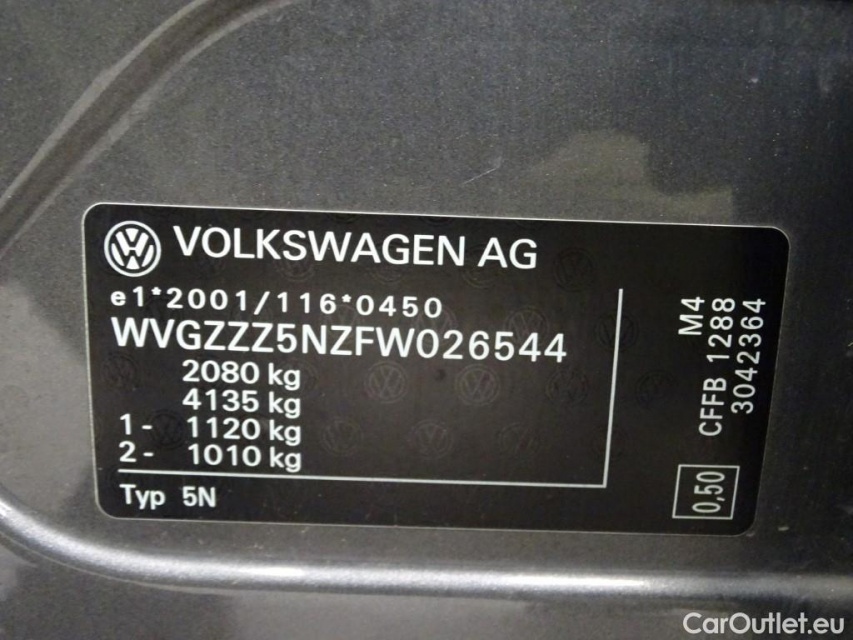 VOLKSWAGEN AG
e1*2001/116*0450
WVGZZZ5NZFW026544
2080 kg
4135 kg
1- 1120 kg
2- 1010 kg
Typ 5N
M4
CFFB 1288
3042364
0,50
CarOutlet.eu